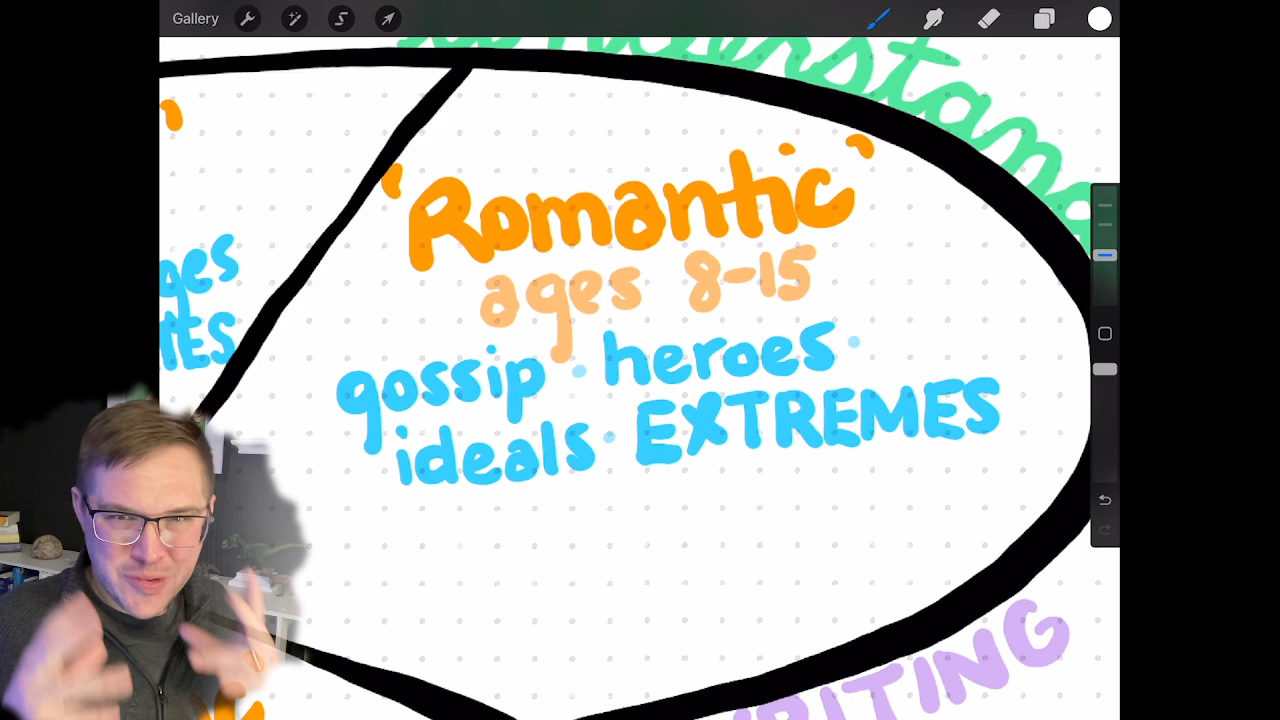 Gallery
'Romantic'
ages 8-15
gossip · heroes ·
ideals · EXTREMES